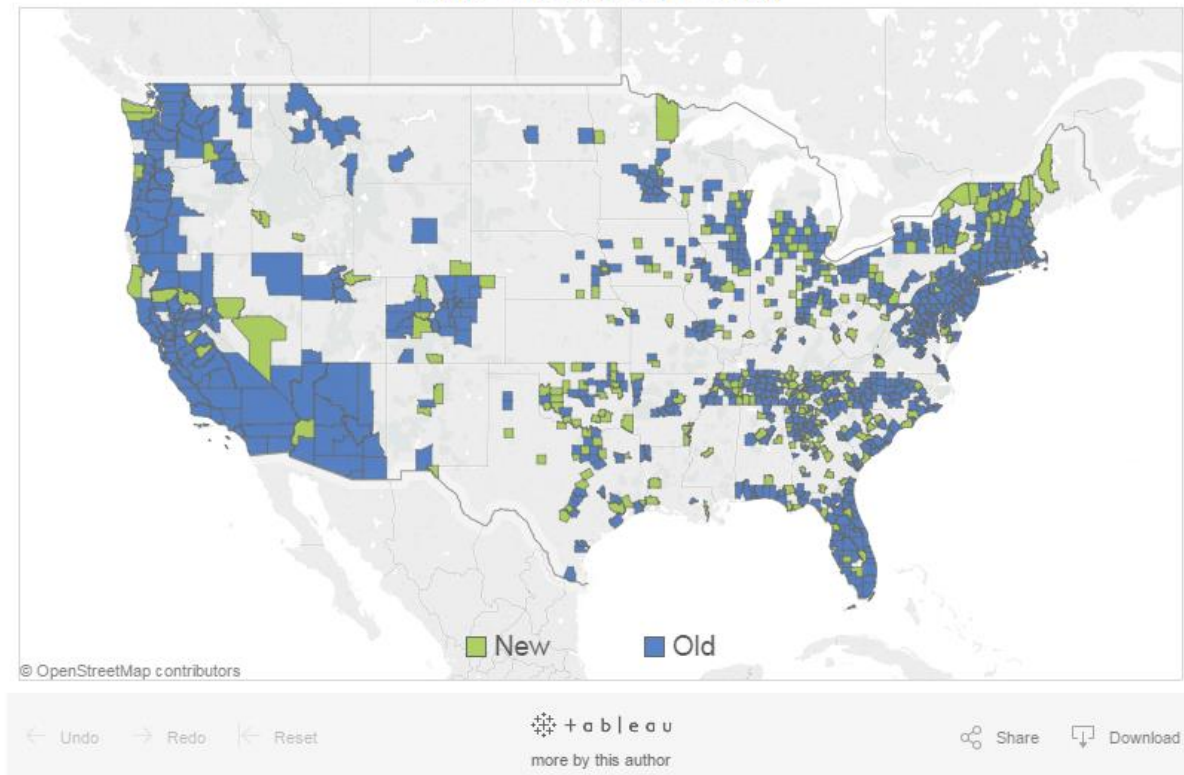 New
Old
© OpenStreetMap contributors
Undo
Redo
Reset
+ a b | e a u
more by this author
Share
Download